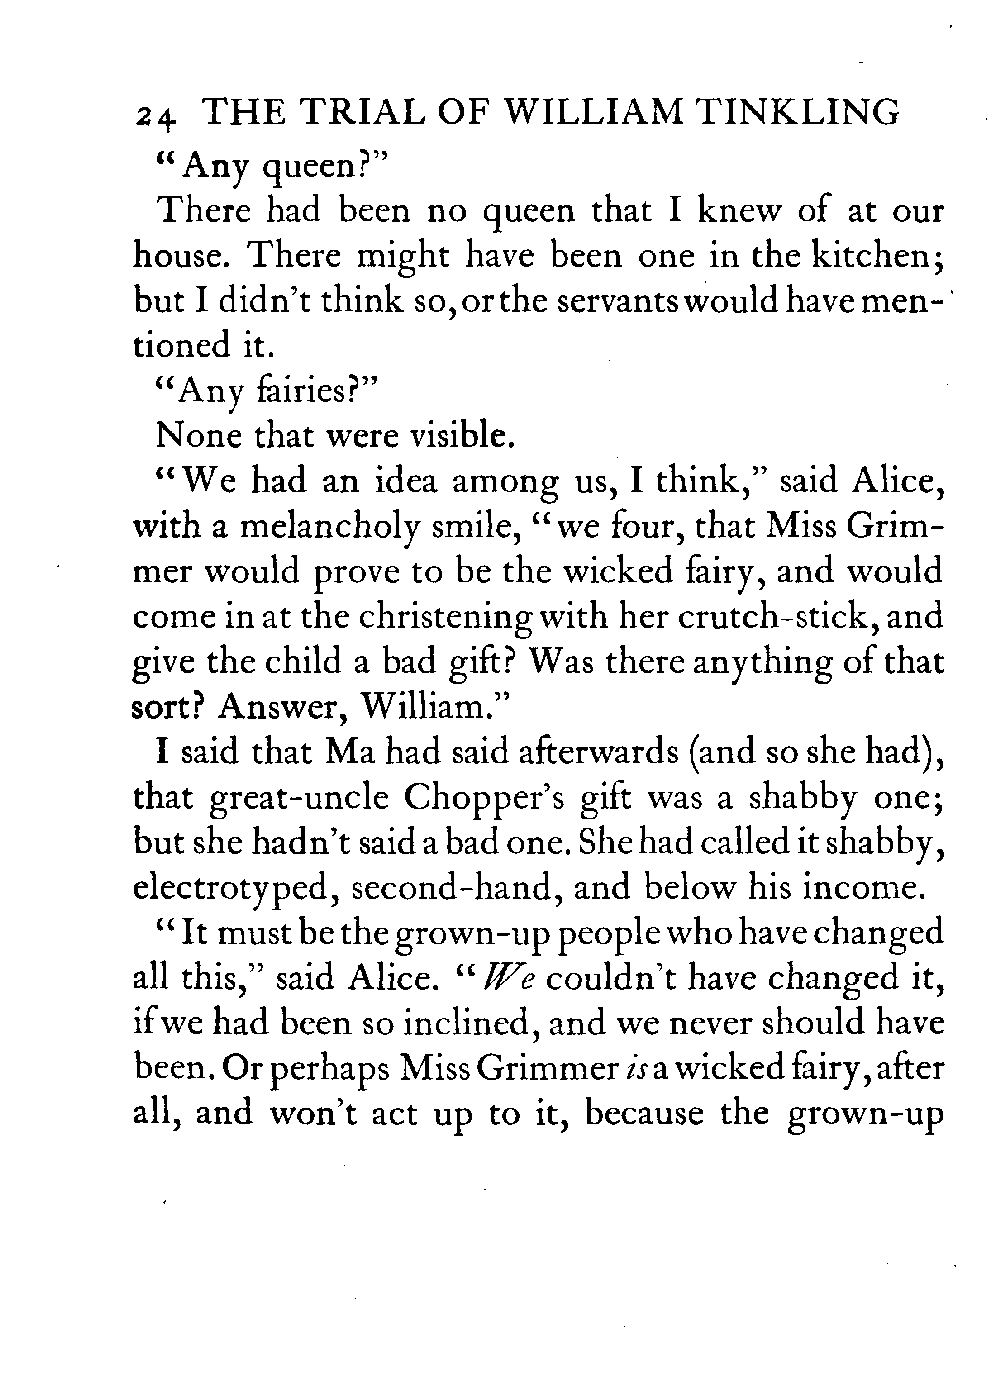 24 THE TRIAL OF WILLIAM TINKLING
“Any queen?”
There had been no queen that I knew of at our
house. There might have been one in the kitchen;
but I didn’t think so, or the servants would have men-
tioned it.
“Any fairies?”
None that were visible.
“We had an idea among us, I think,” said Alice,
with a melancholy smile, “we four, that Miss Grim-
mer would prove to be the wicked fairy, and would
come in at the christening with her crutch-stick, and
give the child a bad gift? Was there anything of that
sort? Answer, William.”
I said that Ma had said afterwards (and so she had),
that great-uncle Chopper’s gift was a shabby one;
but she hadn’t said a bad one. She had called it shabby,
electrotyped, second-hand, and below his income.
“It must be the grown-up people who have changed
all this,” said Alice. “We couldn’t have changed it,
if we had been so inclined, and we never should have
been. Or perhaps Miss Grimmer is a wicked fairy, after
all, and won’t act up to it, because the grown-up